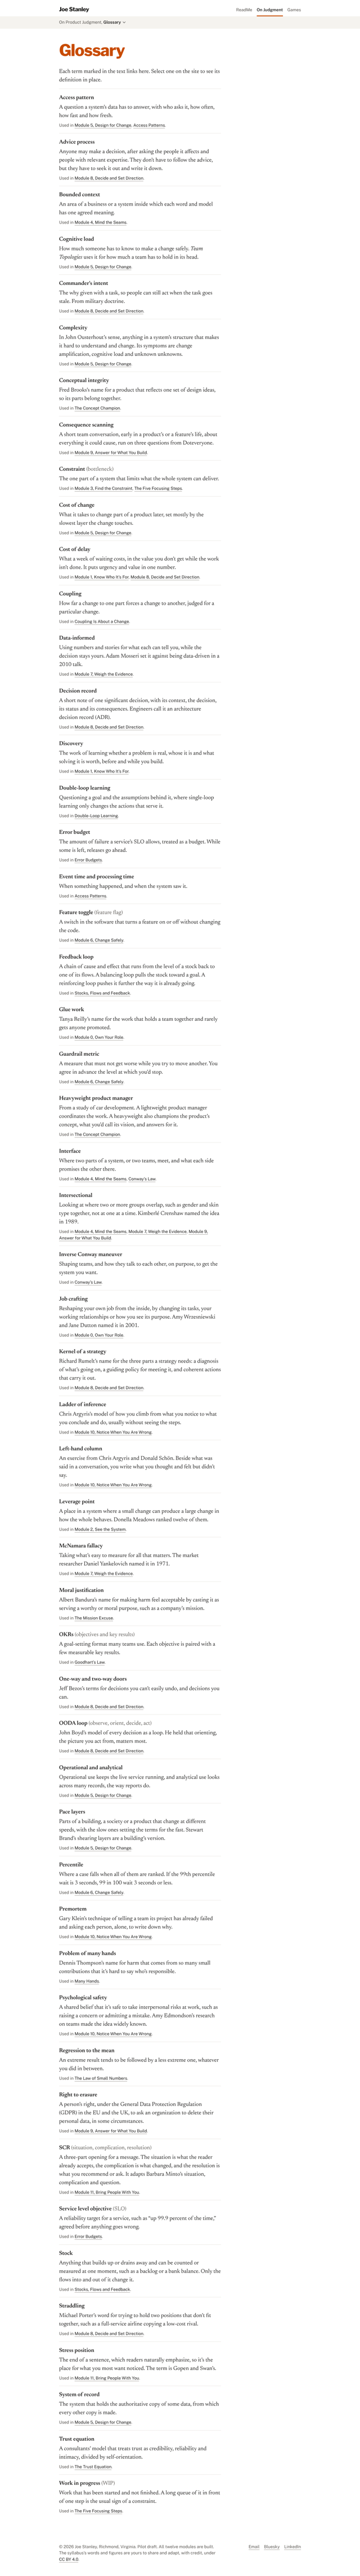 Joe Stanley
ReadMe
On Judgment
Games
On Product Judgment. Glossary
Glossary
Each term marked in the text links here. Select one on the site to see its
definition in place.
Access pattern
A question a system's data has to answer, with who asks it, how often,
how fast and how fresh.
Used in Module 5, Design for Change. Access Patterns.
Advice process
Anyone may make a decision, after asking the people it affects and
people with relevant expertise. They don't have to follow the advice,
but they have to seek it out and write it down.
Used in Module 8, Decide and Set Direction.
Bounded context
An area of a business or a system inside which each word and model
has one agreed meaning.
Used in Module 4, Mind the Seams.
Cognitive load
How much someone has to know to make a change safely. Team
Topologies uses it for how much a team has to hold in its head.
Used in Module 5, Design for Change.
Commander's intent
The why given with a task, so people can still act when the task goes
stale. From military doctrine.
Used in Module 8, Decide and Set Direction.
Complexity
In John Ousterhout's sense, anything in a system's structure that makes
it hard to understand and change. Its symptoms are change
amplification, cognitive load and unknown unknowns.
Used in Module 5, Design for Change.
Conceptual integrity
Fred Brooks's name for a product that reflects one set of design ideas,
so its parts belong together.
Used in The Concept Champion.
Consequence scanning
A short team conversation, early in a product's or a feature's life, about
everything it could cause, run on three questions from Doteveryone.
Used in Module 9, Answer for What You Build.
Constraint (bottleneck)
The one part of a system that limits what the whole system can deliver.
Used in Module 3, Find the Constraint. The Five Focusing Steps.
Cost of change
What it takes to change part of a product later, set mostly by the
slowest layer the change touches.
Used in Module 5, Design for Change.
Cost of delay
What a week of waiting costs, in the value you don't get while the work
isn't done. It puts urgency and value in one number.
Used in Module 1, Know Who It's For. Module 8, Decide and Set Direction.
Coupling
How far a change to one part forces a change to another, judged for a
particular change.
Used in Coupling Is About a Change.
Data-informed
Using numbers and stories for what each can tell you, while the
decision stays yours. Adam Mosseri set it against being data-driven in a
2010 talk.
Used in Module 7, Weigh the Evidence.
Decision record
A short note of one significant decision, with its context, the decision,
its status and its consequences. Engineers call it an architecture
decision record (ADR).
Used in Module 8, Decide and Set Direction.
Discovery
The work of learning whether a problem is real, whose it is and what
solving it is worth, before and while you build.
Used in Module 1, Know Who It's For.
Double-loop learning
Questioning a goal and the assumptions behind it, where single-loop
learning only changes the actions that serve it.
Used in Double-Loop Learning.
Error budget
The amount of failure a service's SLO allows, treated as a budget. While
some is left, releases go ahead.
Used in Error Budgets.
Event time and processing time
When something happened, and when the system saw it.
Used in Access Patterns.
Feature toggle (feature flag)
A switch in the software that turns a feature on or off without changing
the code.
Used in Module 6, Change Safely.
Feedback loop
A chain of cause and effect that runs from the level of a stock back to
one of its flows. A balancing loop pulls the stock toward a goal. A
reinforcing loop pushes it further the way it is already going.
Used in Stocks, Flows and Feedback.
Glue work
Tanya Reilly's name for the work that holds a team together and rarely
gets anyone promoted.
Used in Module 0, Own Your Role.
Guardrail metric
A measure that must not get worse while you try to move another. You
agree in advance the level at which you'd stop.
Used in Module 6, Change Safely.
Heavyweight product manager
From a study of car development. A lightweight product manager
coordinates the work. A heavyweight also champions the product's
concept, what you'd call its vision, and answers for it.
Used in The Concept Champion.
Interface
Where two parts of a system, or two teams, meet, and what each side
promises the other there.
Used in Module 4, Mind the Seams. Conway's Law.
Intersectional
Looking at where two or more groups overlap, such as gender and skin
type together, not as one at a time. Kimberlé Crenshaw named the idea
in 1989.
Used in Module 4, Mind the Seams. Module 7, Weigh the Evidence. Module 9,
Answer for What You Build.
Inverse Conway maneuver
Shaping teams, and how they talk to each other, on purpose, to get the
system you want.
Used in Conway's Law.
Job crafting
Reshaping your own job from the inside, by changing its tasks, your
working relationships or how you see its purpose. Amy Wrzesniewski
and Jane Dutton named it in 2001.
Used in Module 0, Own Your Role.
Kernel of a strategy
Richard Rumelt's name for the three parts a strategy needs: a diagnosis
of what's going on, a guiding policy for meeting it, and coherent actions
that carry it out.
Used in Module 8, Decide and Set Direction.
Ladder of inference
Chris Argyris's model of how you climb from what you notice to what
you conclude and do, usually without seeing the steps.
Used in Module 10, Notice When You Are Wrong.
Left-hand column
An exercise from Chris Argyris and Donald Schön. Beside what was
said in a conversation, you write what you thought and felt but didn't
say.
Used in Module 10, Notice When You Are Wrong.
Leverage point
A place in a system where a small change can produce a large change in
how the whole behaves. Donella Meadows ranked twelve of them.
Used in Module 2, See the System.
McNamara fallacy
Taking what's easy to measure for all that matters. The market
researcher Daniel Yankelovich named it in 1971.
Used in Module 7, Weigh the Evidence.
Moral justification
Albert Bandura's name for making harm feel acceptable by casting it as
serving a worthy or moral purpose, such as a company's mission.
Used in The Mission Excuse.
OKRs (objectives and key results)
A goal-setting format many teams use. Each objective is paired with a
few measurable key results.
Used in Goodhart's Law.
One-way and two-way doors
Jeff Bezos's terms for decisions you can't easily undo, and decisions you
can.
Used in Module 8, Decide and Set Direction.
OODA loop (observe, orient, decide, act)
John Boyd's model of every decision as a loop. He held that orienting,
the picture you act from, matters most.
Used in Module 8, Decide and Set Direction.
Operational and analytical
Operational use keeps the live service running, and analytical use looks
across many records, the way reports do.
Used in Module 5, Design for Change.
Pace layers
Parts of a building, a society or a product that change at different
speeds, with the slow ones setting the terms for the fast. Stewart
Brand's shearing layers are a building's version.
Used in Module 5, Design for Change.
Percentile
Where a case falls when all of them are ranked. If the 99th percentile
wait is 3 seconds, 99 in 100 wait 3 seconds or less.
Used in Module 6, Change Safely.
Premortem
Gary Klein's technique of telling a team its project has already failed
and asking each person, alone, to write down why.
Used in Module 10, Notice When You Are Wrong.
Problem of many hands
Dennis Thompson's name for harm that comes from so many small
contributions that it's hard to say who's responsible.
Used in Many Hands.
Psychological safety
A shared belief that it's safe to take interpersonal risks at work, such as
raising a concern or admitting a mistake. Amy Edmondson's research
on teams made the idea widely known.
Used in Module 10, Notice When You Are Wrong.
Regression to the mean
An extreme result tends to be followed by a less extreme one, whatever
you did in between.
Used in The Law of Small Numbers.
Right to erasure
A person's right, under the General Data Protection Regulation
(GDPR) in the EU and the UK, to ask an organization to delete their
personal data, in some circumstances.
Used in Module 9, Answer for What You Build.
SCR (situation, complication, resolution)
A three-part opening for a message. The situation is what the reader
already accepts, the complication is what changed, and the resolution is
what you recommend or ask. It adapts Barbara Minto's situation,
complication and question.
Used in Module 11, Bring People With You.
Service level objective (SLO)
A reliability target for a service, such as "up 99.9 percent of the time,"
agreed before anything goes wrong.
Used in Error Budgets.
Stock
Anything that builds up or drains away and can be counted or
measured at one moment, such as a backlog or a bank balance. Only the
flows into and out of it change it.
Used in Stocks, Flows and Feedback.
Straddling
Michael Porter's word for trying to hold two positions that don't fit
together, such as a full-service airline copying a low-cost rival.
Used in Module 8, Decide and Set Direction.
Stress position
The end of a sentence, which readers naturally emphasize, so it's the
place for what you most want noticed. The term is Gopen and Swan's.
Used in Module 11, Bring People With You.
System of record
The system that holds the authoritative copy of some data, from which
every other copy is made.
Used in Module 5, Design for Change.
Trust equation
A consultants' model that treats trust as credibility, reliability and
intimacy, divided by self-orientation.
Used in The Trust Equation.
Work in progress (WIP)
Work that has been started and not finished. A long queue of it in front
of one step is the usual sign of a constraint.
Used in The Five Focusing Steps.
© 2026 Joe Stanley, Richmond, Virginia. Pilot draft. All twelve modules are built.
The syllabus's words and figures are yours to share and adapt, with credit, under
CC BY 4.0.
Email
Bluesky
LinkedIn